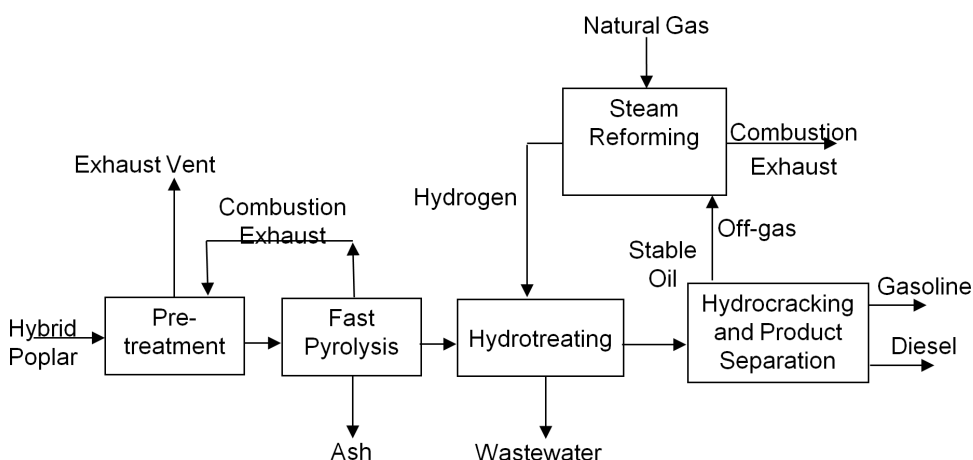 Natural Gas
Steam
Reforming
Combustion
Exhaust
Exhaust Vent
Hydrogen
Combustion
Exhaust
Off-gas
Stable
Oil
Gasoline
Hybrid
Poplar
Pre-
treatment
Fast
Pyrolysis
Hydrotreating
Hydrocracking
and Product
Separation
Diesel
Ash
Wastewater